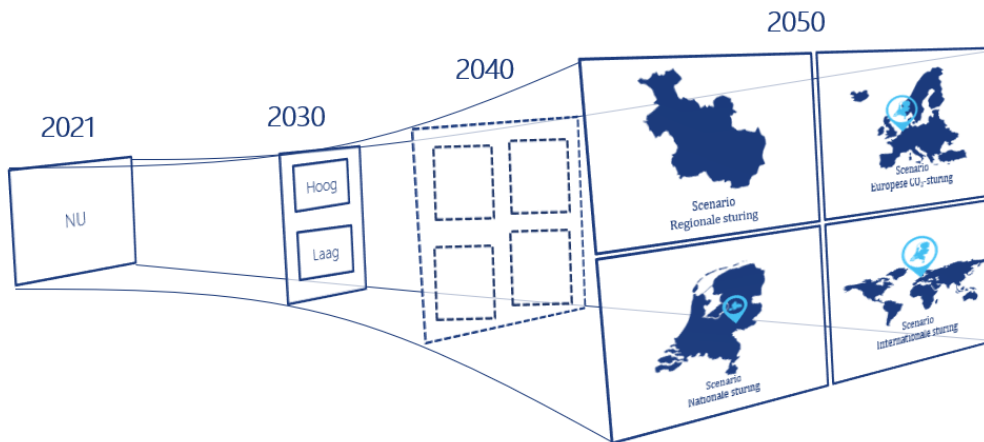 2021
2030
2040
2050
NU
Hoog
Laag
Scenario
Regionale sturing
Scenario
Europese CO₂-sturing
Scenario
Nationale sturing
Scenario
Internationale sturing